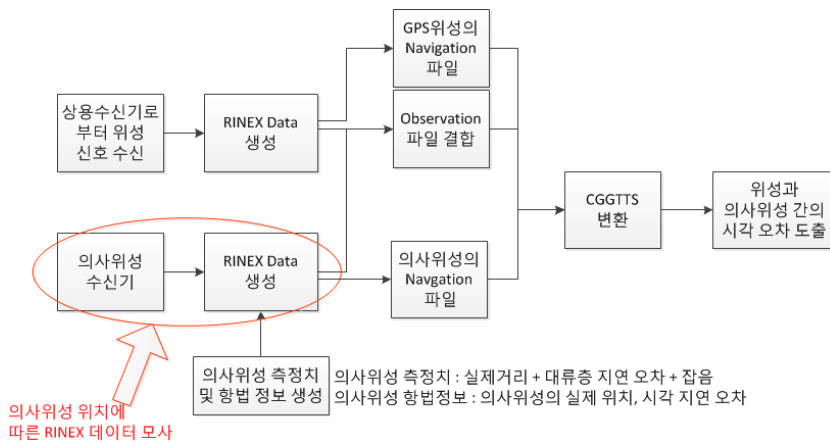 GPS위성의
Navigation
파일
상용수신기로
부터 위성
신호 수신
RINEX Data
생성
Observation
파일 결합
CGGTTS
변환
위성과
의사위성 간의
시각 오차 도출
의사위성
수신기
RINEX Data
생성
의사위성의
Navgation
파일
의사위성 측정치
및 항법 정보 생성
의사위성 측정치 : 실제거리 + 대류층 지연 오차 + 잡음
의사위성 항법정보 : 의사위성의 실제 위치, 시각 지연 오차
의사위성 위치에
따른 RINEX 데이터 모사